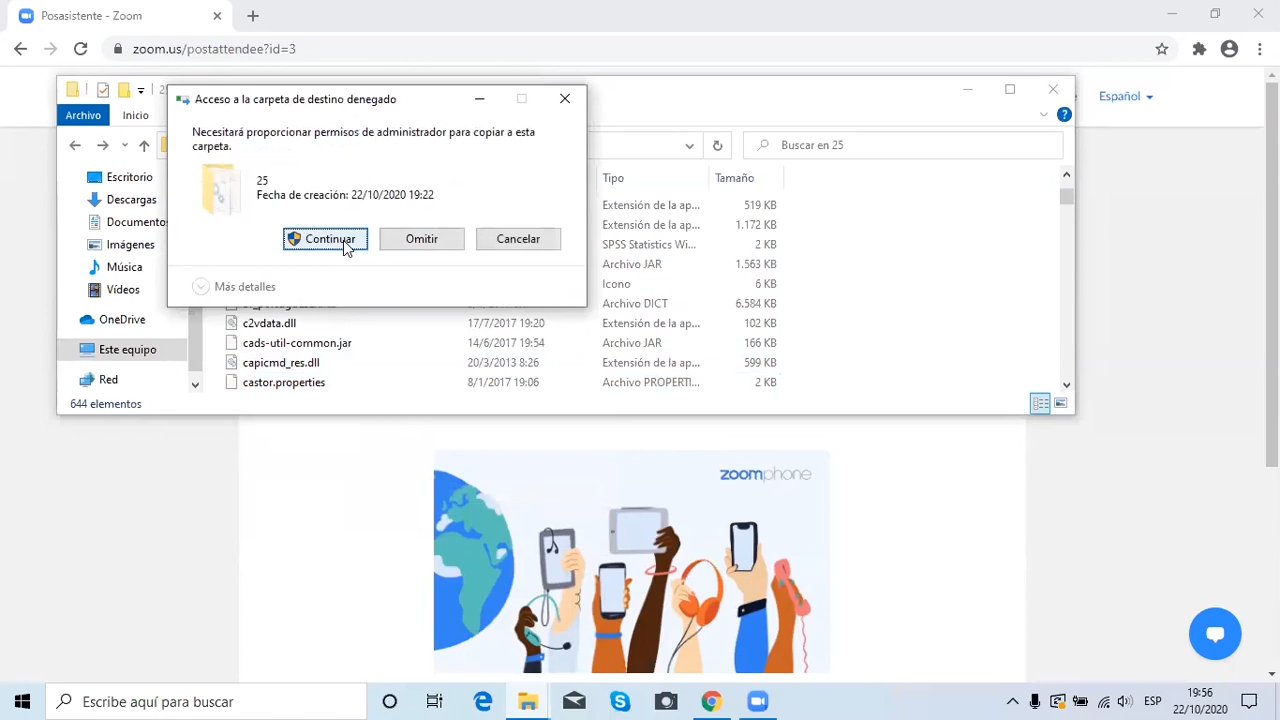 Posasistente - Zoom
zoom.us/postattendee?id=3
Español
Acceso a la carpeta de destino denegado
Necesitará proporcionar permisos de administrador para copiar a esta
carpeta.
25
Fecha de creación: 22/10/2020 19:22
Continuar
Omitir
Cancelar
Más detalles
Archivo
Inicio
Buscar en 25
Escritorio
Descargas
Documento
Imágenes
Música
Vídeos
OneDrive
Este equipo
Red
Tipo
Tamaño
Extensión de la ap... 519 KB
Extensión de la ap... 1.172 KB
SPSS Statistics Wi... 2 KB
Archivo JAR 1.563 KB
Icono 6 KB
Archivo DICT 6.584 KB
c2vdata.dll 17/7/2017 19:20 Extensión de la ap... 102 KB
cads-util-common.jar 14/6/2017 19:54 Archivo JAR 166 KB
capicmd_res.dll 20/3/2013 8:26 Extensión de la ap... 599 KB
castor.properties 8/1/2017 19:06 Archivo PROPERTI... 2 KB
644 elementos
zoomphone
Escribe aquí para buscar
ESP
19:56
22/10/2020